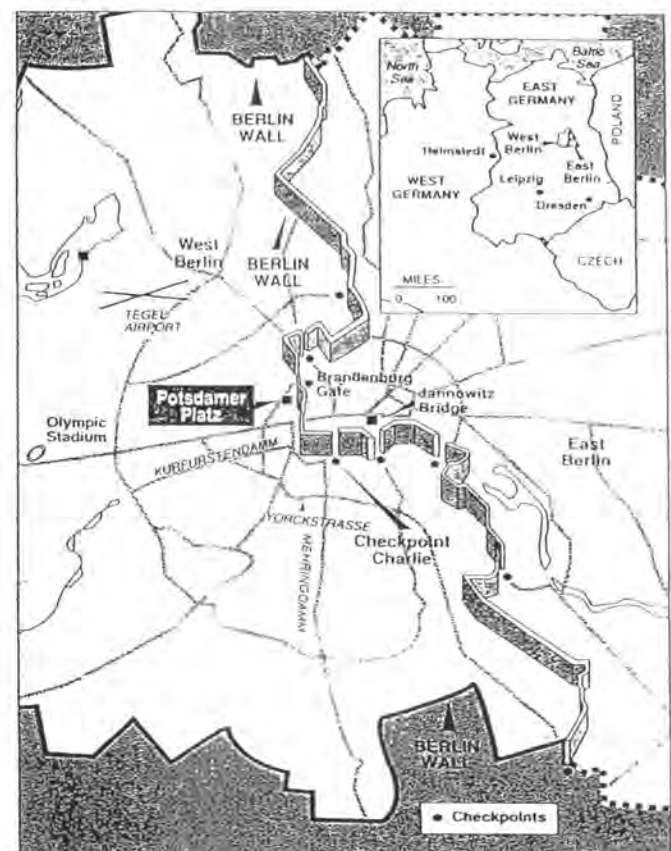 BERLIN
WALL
North
Sea
Baltic
Sea
EAST
GERMANY
POLAND
West
Berlin
Helmstedt
East
Berlin
Leipzig
WEST
GERMANY
Dresden
CZECH
MILES
0 100
West
Berlin
BERLIN
WALL
TEGEL
AIRPORT
Brandenburg
Gate
Jannowitz
Bridge
Potsdamer
Platz
Olympic
Stadium
East
Berlin
KURFURSTENDAMM
YORCKSTRASSE
MEHRINGDAMM
Checkpoint
Charlie
BERLIN
WALL
Checkpoints